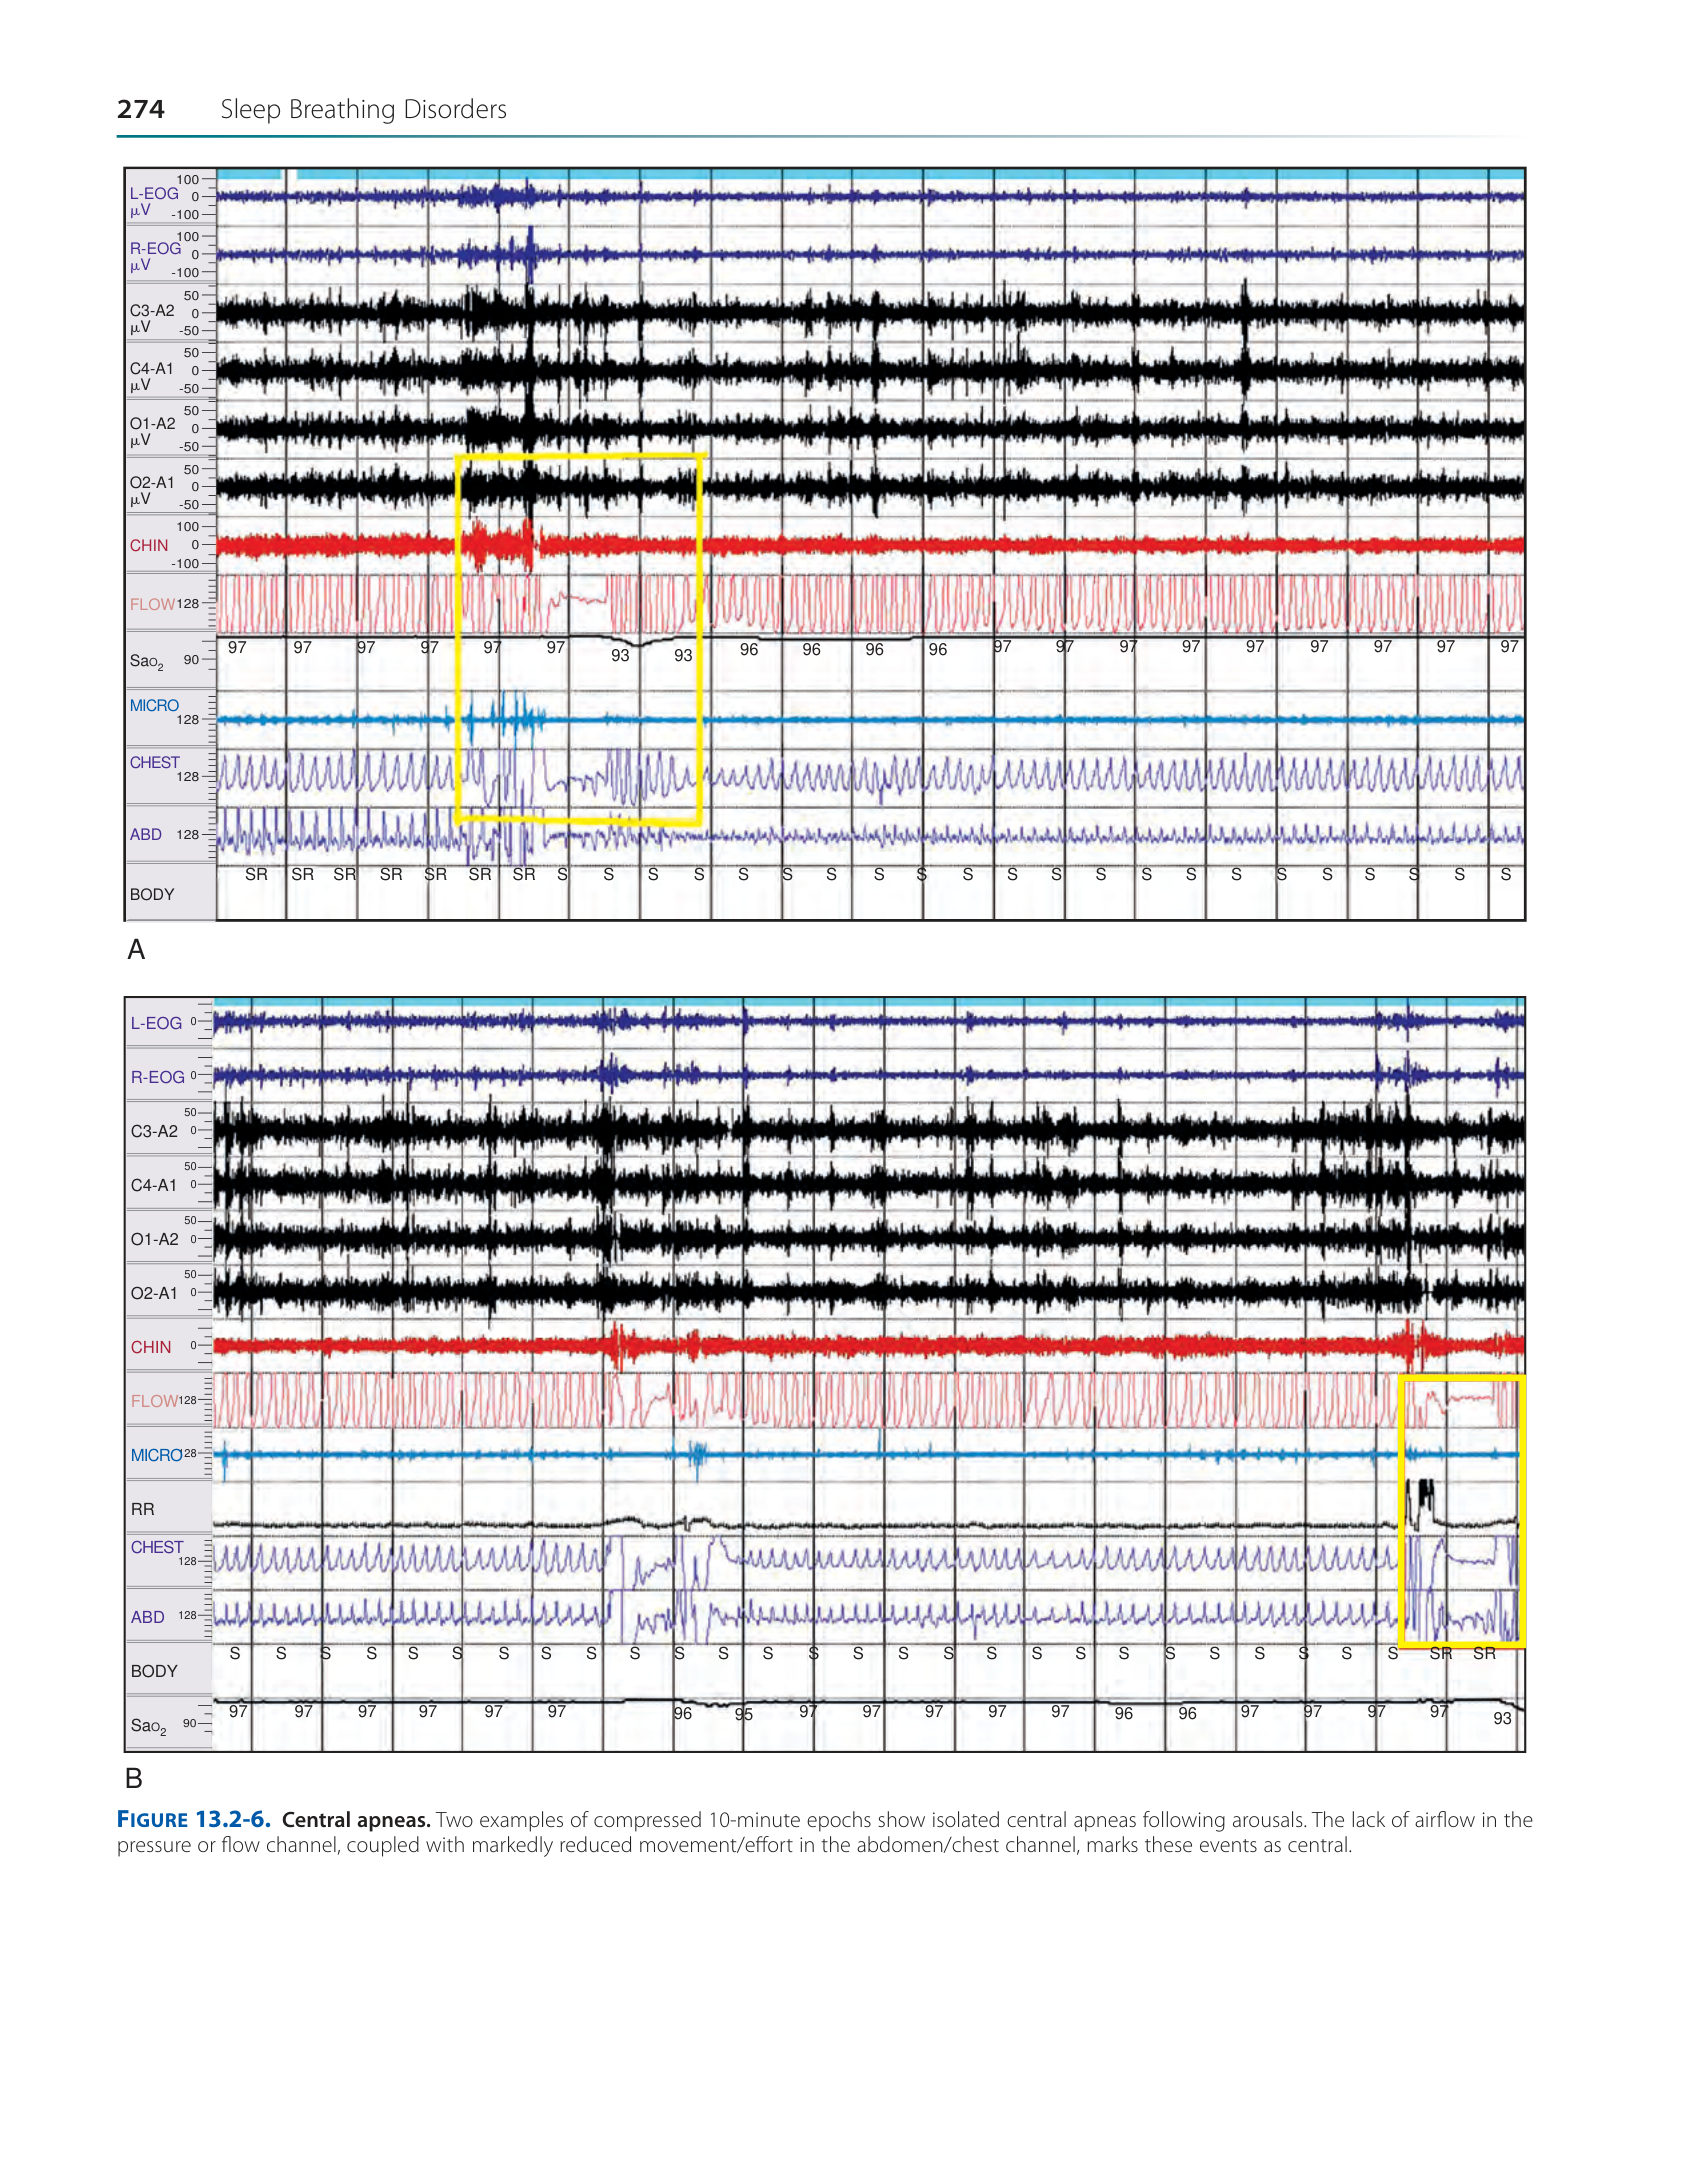 274 Sleep Breathing Disorders
L-EOG 100
µV 0
-100
R-EOG 100
µV 0
-100
C3-A2 50
µV 0
-50
C4-A1 50
µV 0
-50
O1-A2 50
µV 0
-50
O2-A1 50
µV 0
-50
CHIN 100
0
-100
FLOW 128
97 97 97 97 97 97 93 93 96 96 96 96 97 97 97 97 97 97 97 97 97
Sao2 90
MICRO
128
CHEST
128
ABD 128
SR SR SR SR SR SR SR S S S S S S S S S S S S S S S S S S S S S S
BODY
A
L-EOG 0
R-EOG 0
50
C3-A2 0
50
C4-A1 0
50
O1-A2 0
50
O2-A1 0
CHIN 0
FLOW 128
MICRO 128
RR
CHEST
128
ABD 128
S S S S S S S S S S S S S S S S S S S S S S S S S S S SR SR
BODY
97 97 97 97 97 97 96 95 97 97 97 97 97 96 96 97 97 97 97 93
Sao2 90
B
FIGURE 13.2-6. Central apneas. Two examples of compressed 10-minute epochs show isolated central apneas following arousals. The lack of airflow in the
pressure or flow channel, coupled with markedly reduced movement/effort in the abdomen/chest channel, marks these events as central.